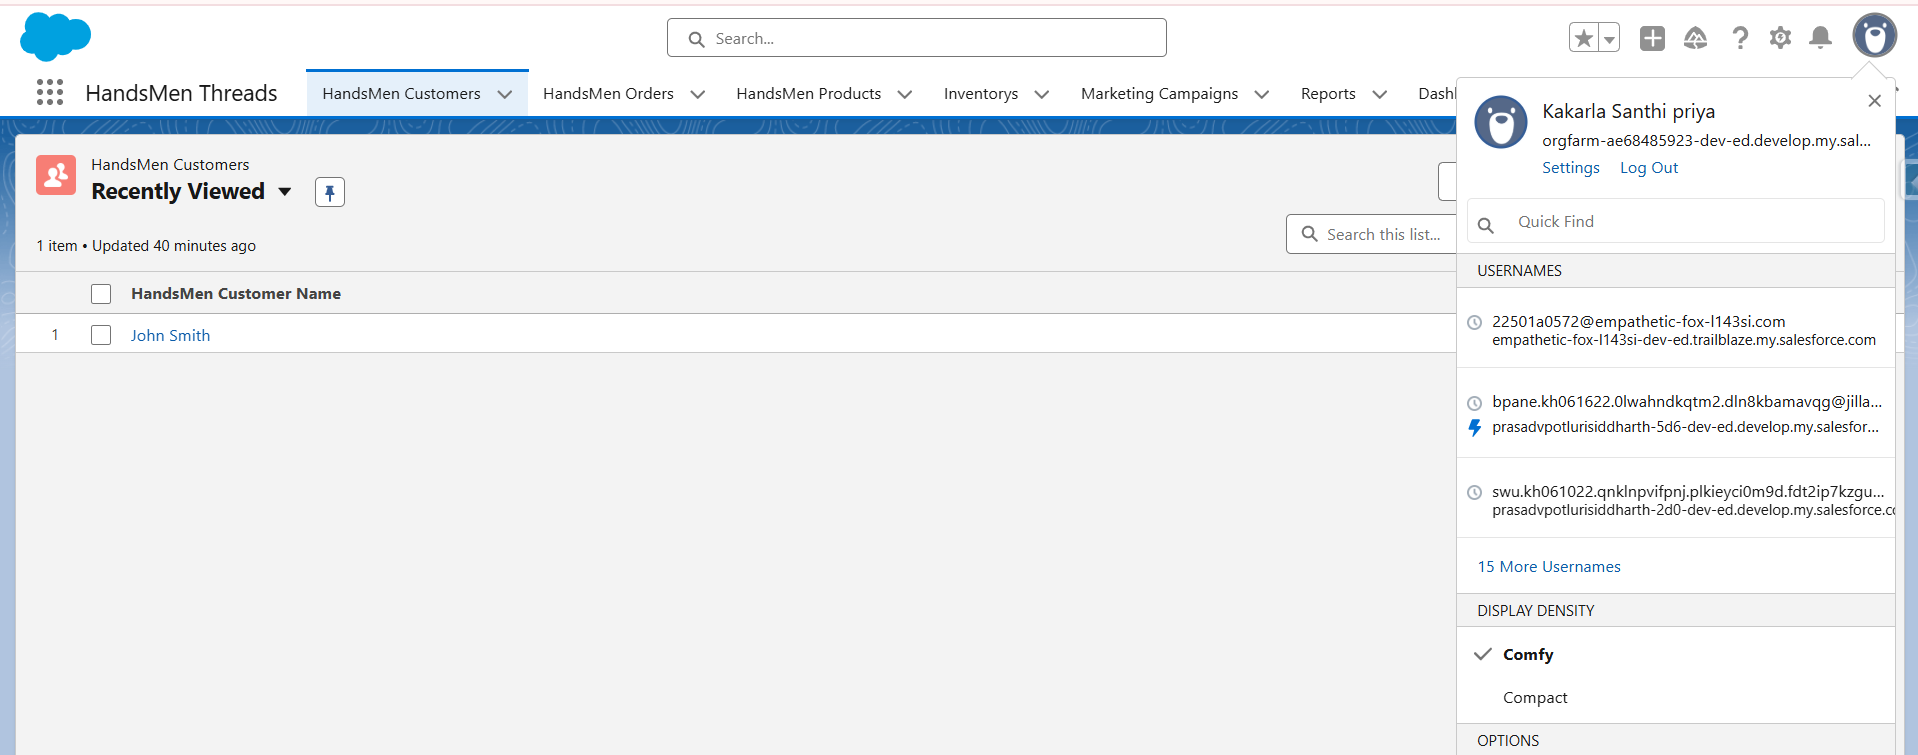 Search...
HandsMen Threads
HandsMen Customers
HandsMen Orders
HandsMen Products
Inventorys
Marketing Campaigns
Reports
Dashl
HandsMen Customers
Recently Viewed
1 item • Updated 40 minutes ago
Search this list...
HandsMen Customer Name
1
John Smith
Kakarla Santhi priya
orgfarm-ae68485923-dev-ed.develop.my.sal...
Settings Log Out
Quick Find
USERNAMES
22501a0572@empathetic-fox-l143si.com
empathetic-fox-l143si-dev-ed.trailblaze.my.salesforce.com
bpane.kh061622.0lwahndkqtm2.dln8kbamavqg@jilla...
prasadvpotlurisiddharth-5d6-dev-ed.develop.my.salesfor...
swu.kh061022.qnklnpvifpnj.plkieyci0m9d.fdt2ip7kzgu...
prasadvpotlurisiddharth-2d0-dev-ed.develop.my.salesforce.co
15 More Usernames
DISPLAY DENSITY
Comfy
Compact
OPTIONS